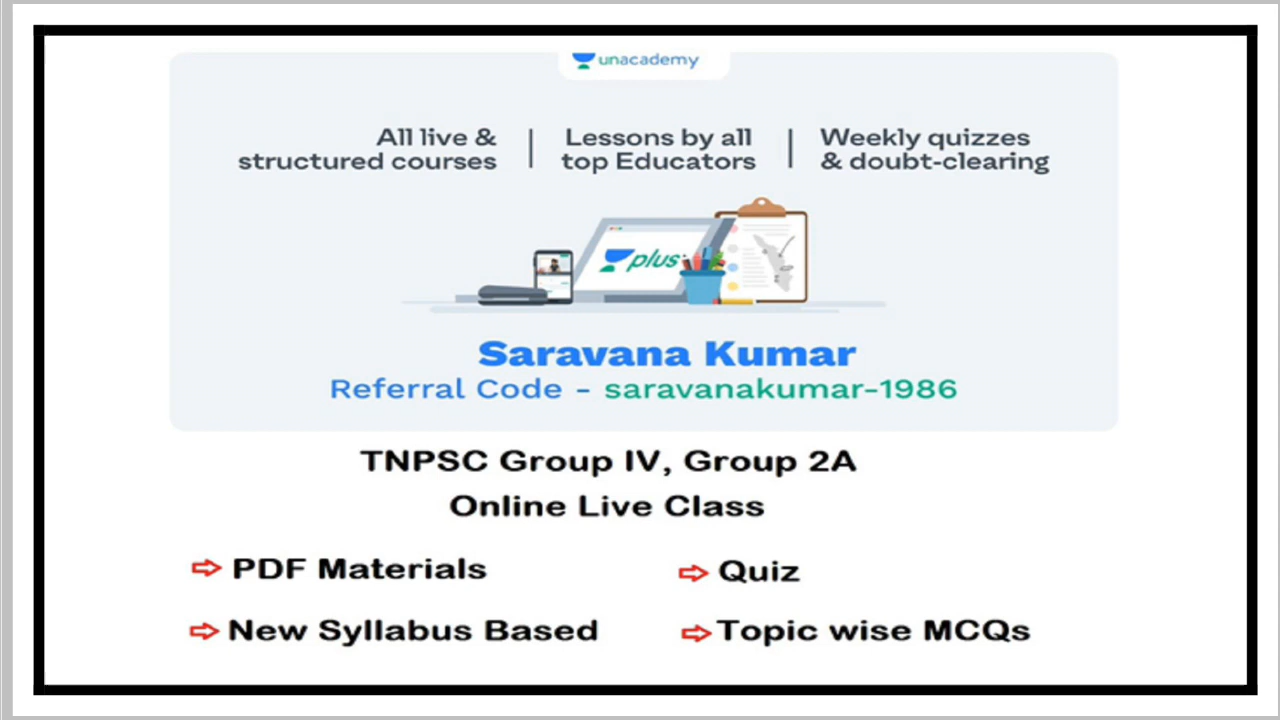 unacademy
All live &
structured courses
Lessons by all
top Educators
Weekly quizzes
& doubt-clearing
plus
Saravana Kumar
Referral Code - saravanakumar-1986
TNPSC Group IV, Group 2A
Online Live Class
PDF Materials
Quiz
New Syllabus Based
Topic wise MCQs